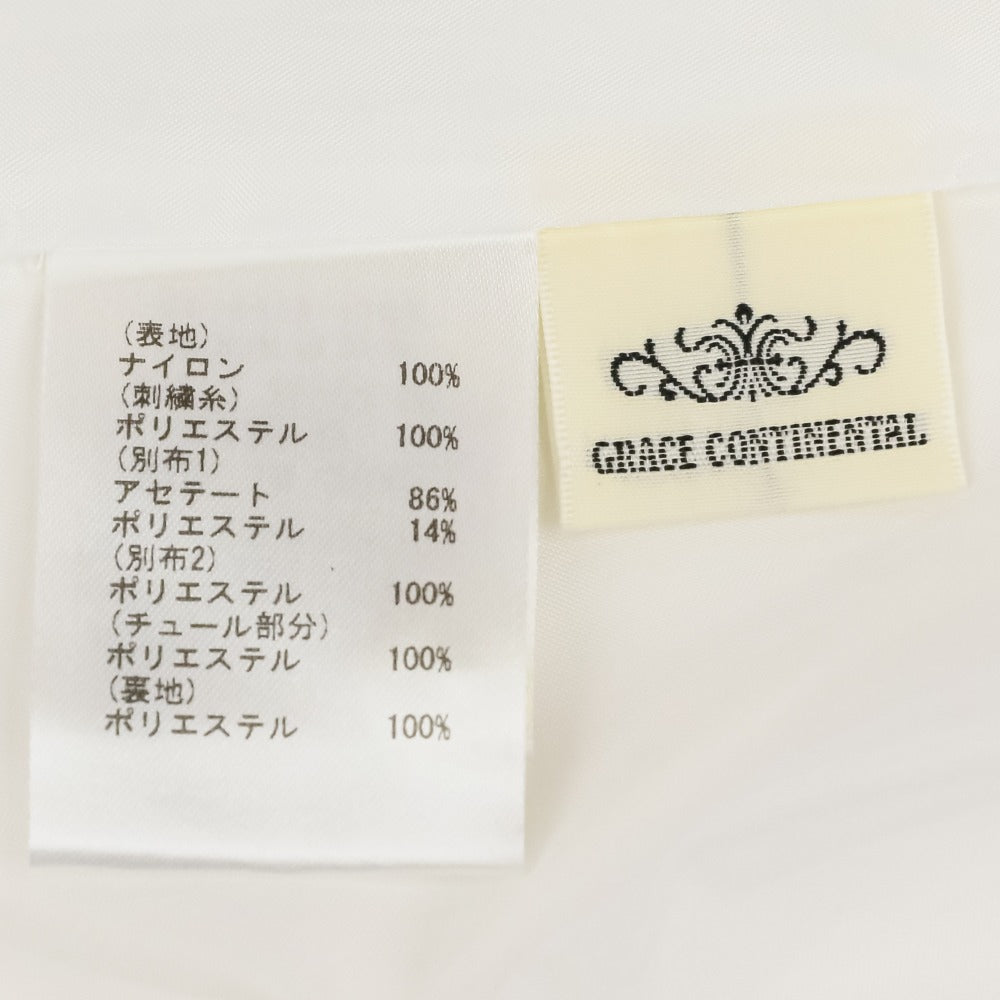 (表地)
ナイロン 100%
(刺繍糸)
ポリエステル 100%
(別布1)
アセテート 86%
ポリエステル 14%
(別布2)
ポリエステル 100%
(チュール部分)
ポリエステル 100%
(裏地)
ポリエステル 100%
GRACE CONTINENTAL